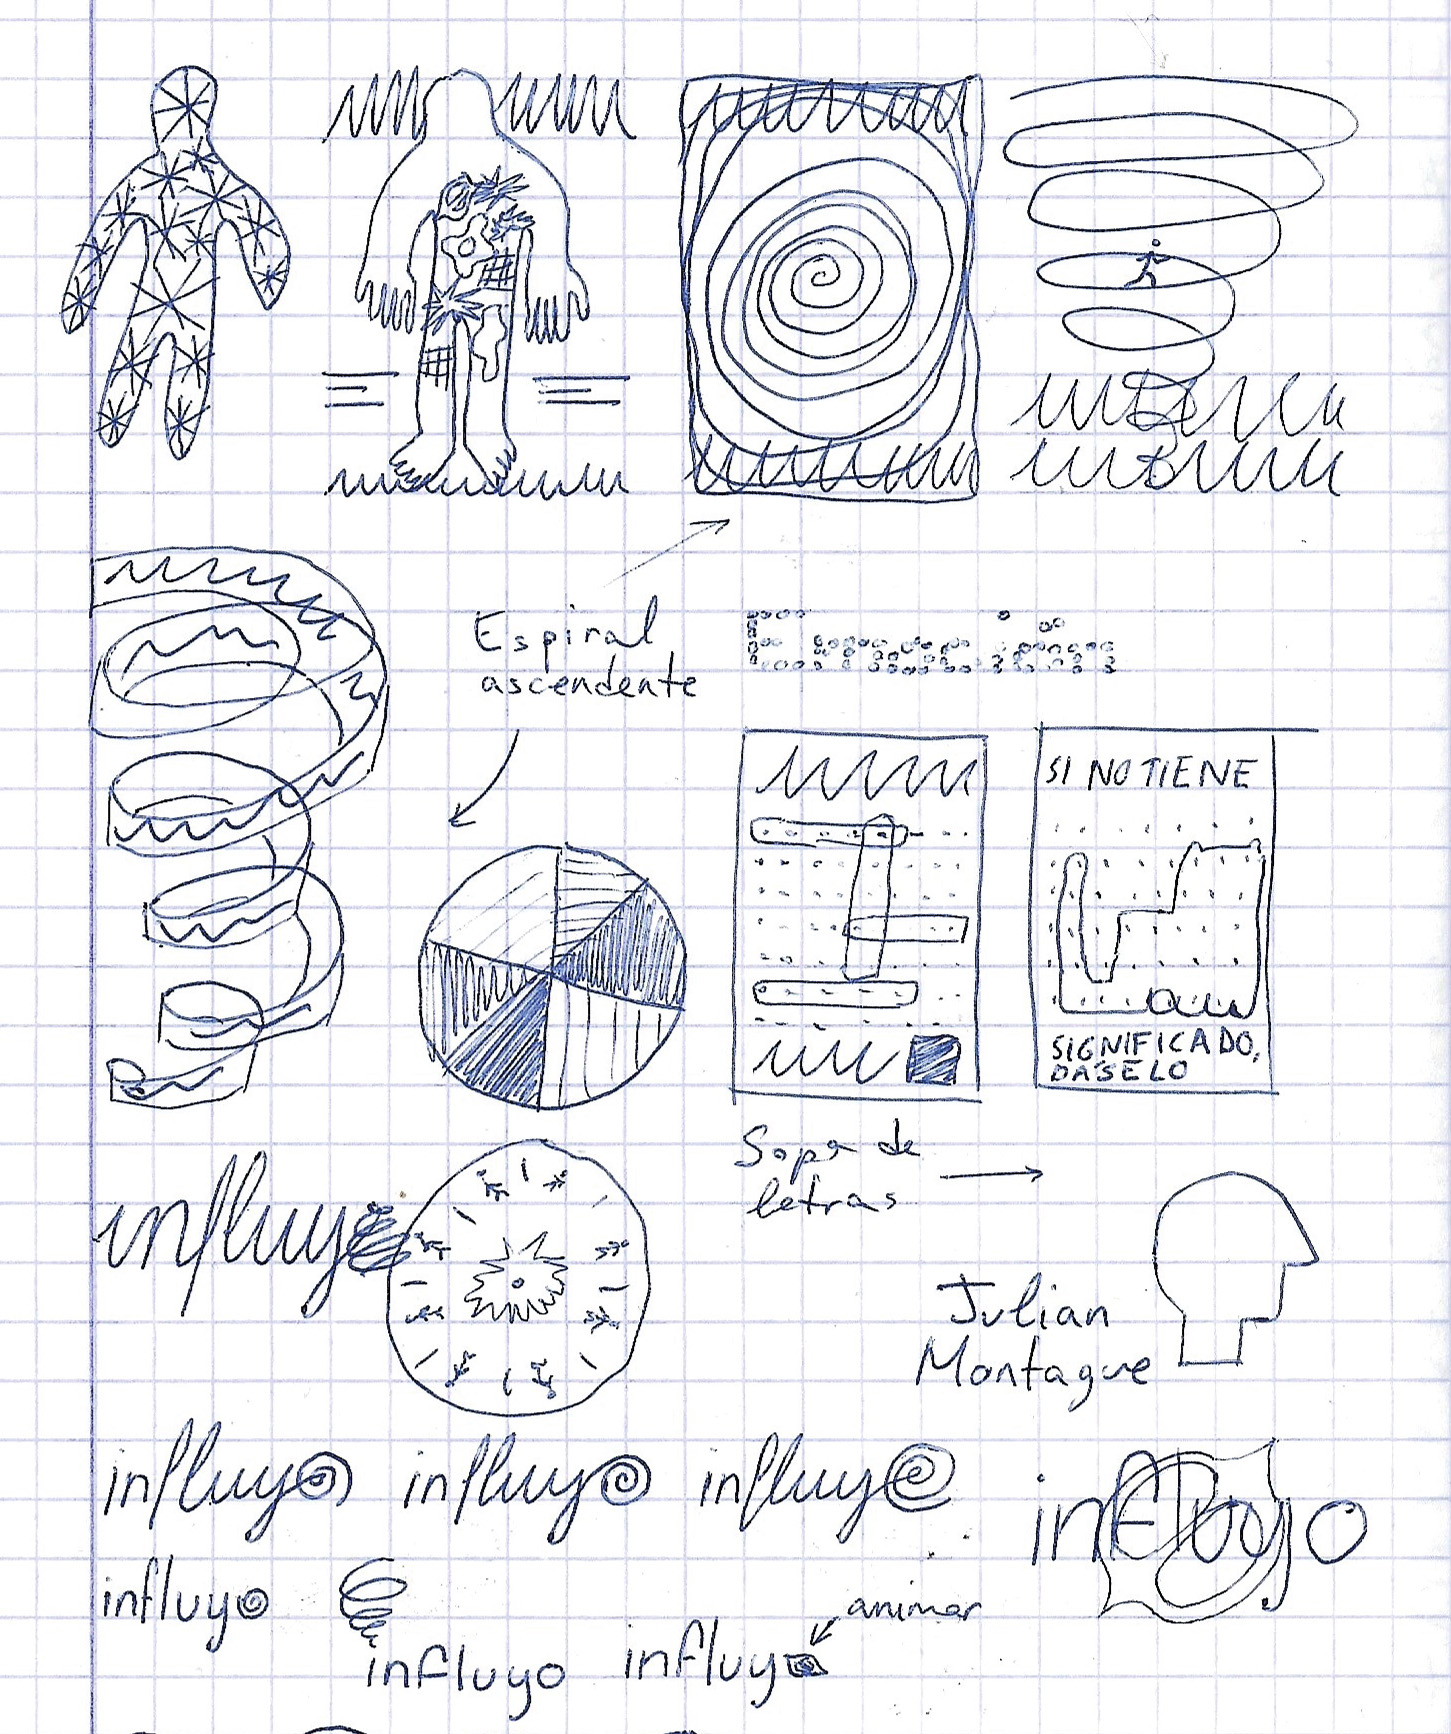 Espiral
ascendente
SI NO TIENE
SIGNIFICADO,
DÁSELO
Sopa de
letras
influyo
Julian
Montague
influyo influyo influyo
influyo
influyo
animar
influyo
influyo